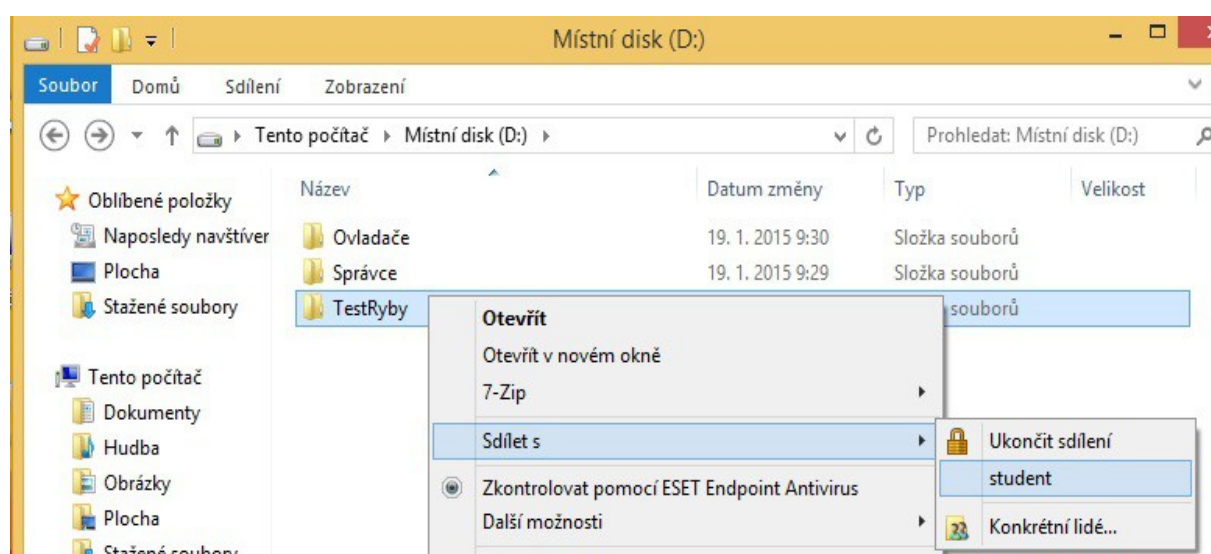 Místní disk (D:)
Soubor Domů Sdílení Zobrazení
Tento počítač Místní disk (D:) Prohledat: Místní disk (D:)
Název Datum změny Typ Velikost
Oblíbené položky
Naposledy navštíver
Plocha
Stažené soubory
Ovladače 19. 1. 2015 9:30 Složka souborů
Správce 19. 1. 2015 9:29 Složka souborů
TestRyby souborů
Tento počítač
Dokumenty
Hudba
Obrázky
Plocha
Stažené soubory
Otevřít
Otevřít v novém okně
7-Zip
Sdílet s
Zkontrolovat pomocí ESET Endpoint Antivirus
Další možnosti
Ukončit sdílení
student
Konkrétní lidé...